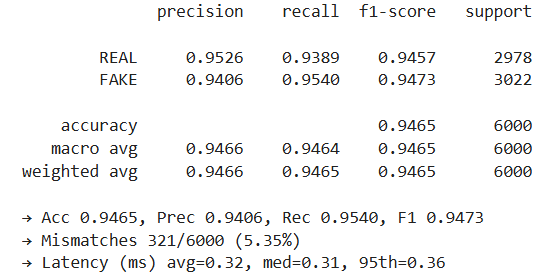 precision recall f1-score support
REAL 0.9526 0.9389 0.9457 2978
FAKE 0.9406 0.9540 0.9473 3022
accuracy 0.9465 6000
macro avg 0.9466 0.9464 0.9465 6000
weighted avg 0.9466 0.9465 0.9465 6000
→ Acc 0.9465, Prec 0.9406, Rec 0.9540, F1 0.9473
→ Mismatches 321/6000 (5.35%)
→ Latency (ms) avg=0.32, med=0.31, 95th=0.36